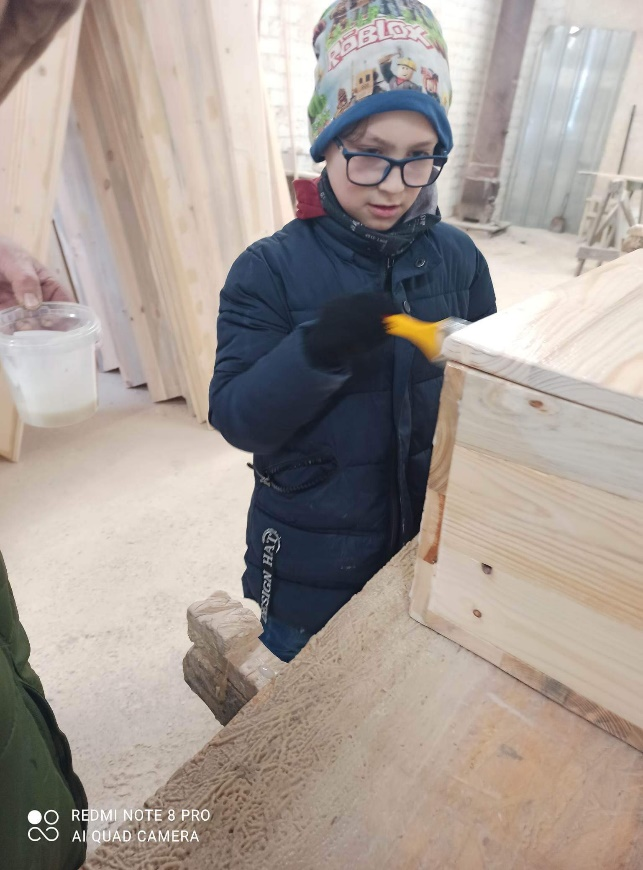 ROBLOX
DESIGN HAT
REDMI NOTE 8 PRO
AI QUAD CAMERA